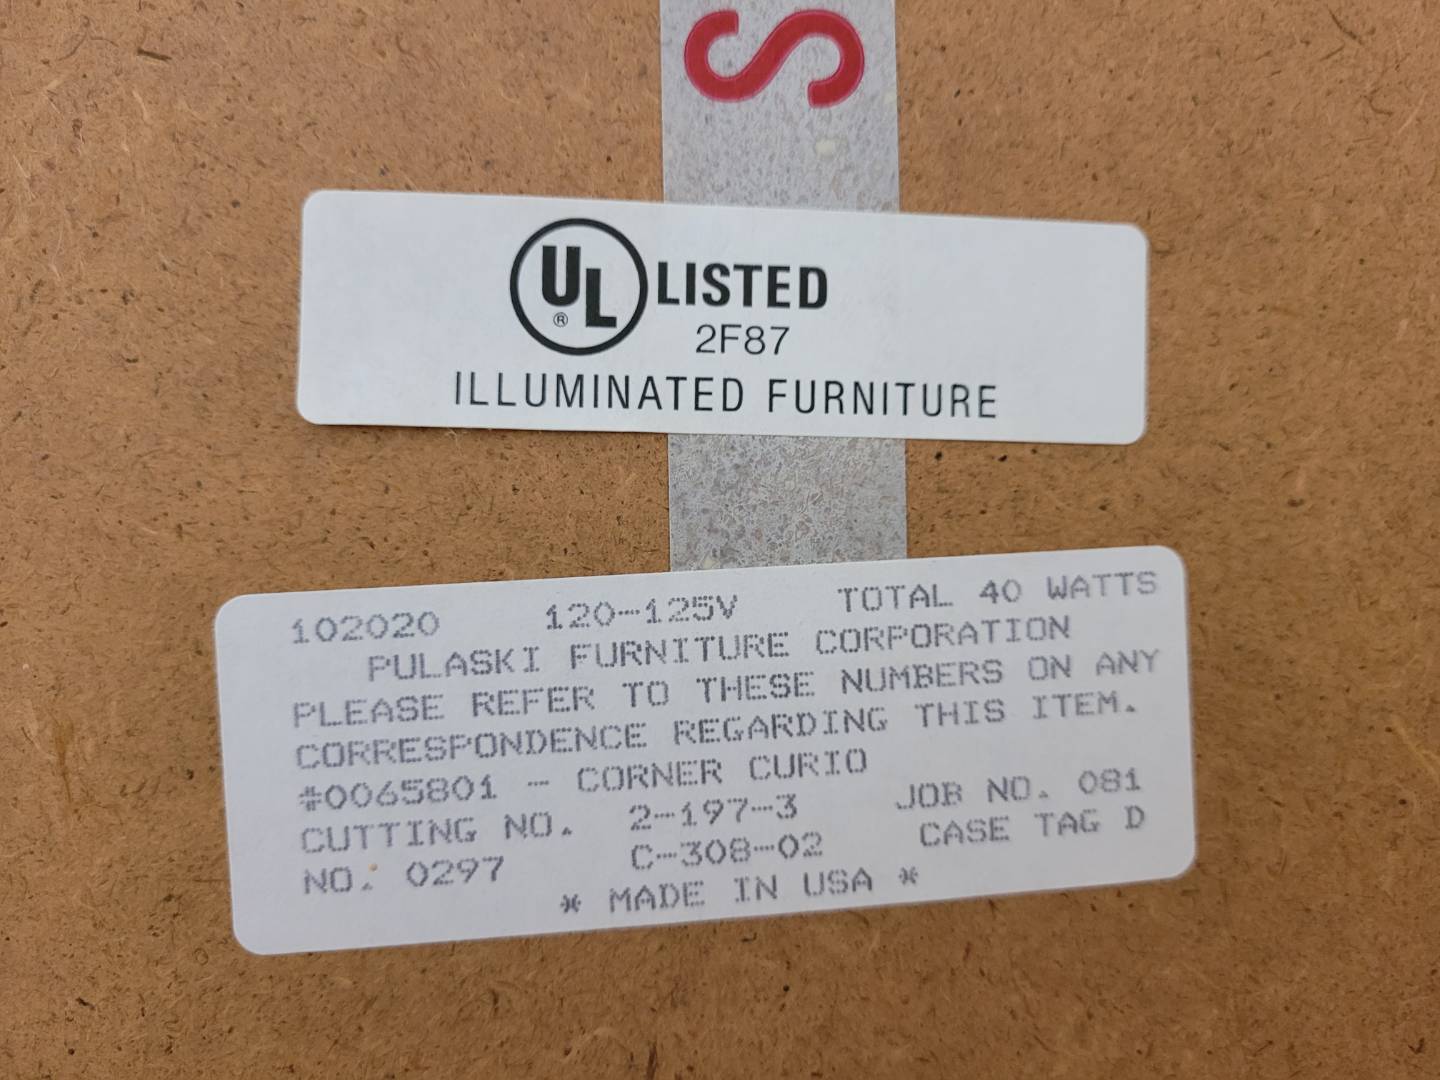 S
UL® LISTED
2F87
ILLUMINATED FURNITURE
102020 120-125V TOTAL 40 WATTS
PULASKI FURNITURE CORPORATION
PLEASE REFER TO THESE NUMBERS ON ANY
CORRESPONDENCE REGARDING THIS ITEM.
#0065801 - CORNER CURIO
CUTTING NO. 2-197-3 JOB NO. 081
NO. 0297 C-308-02 CASE TAG D
* MADE IN USA *